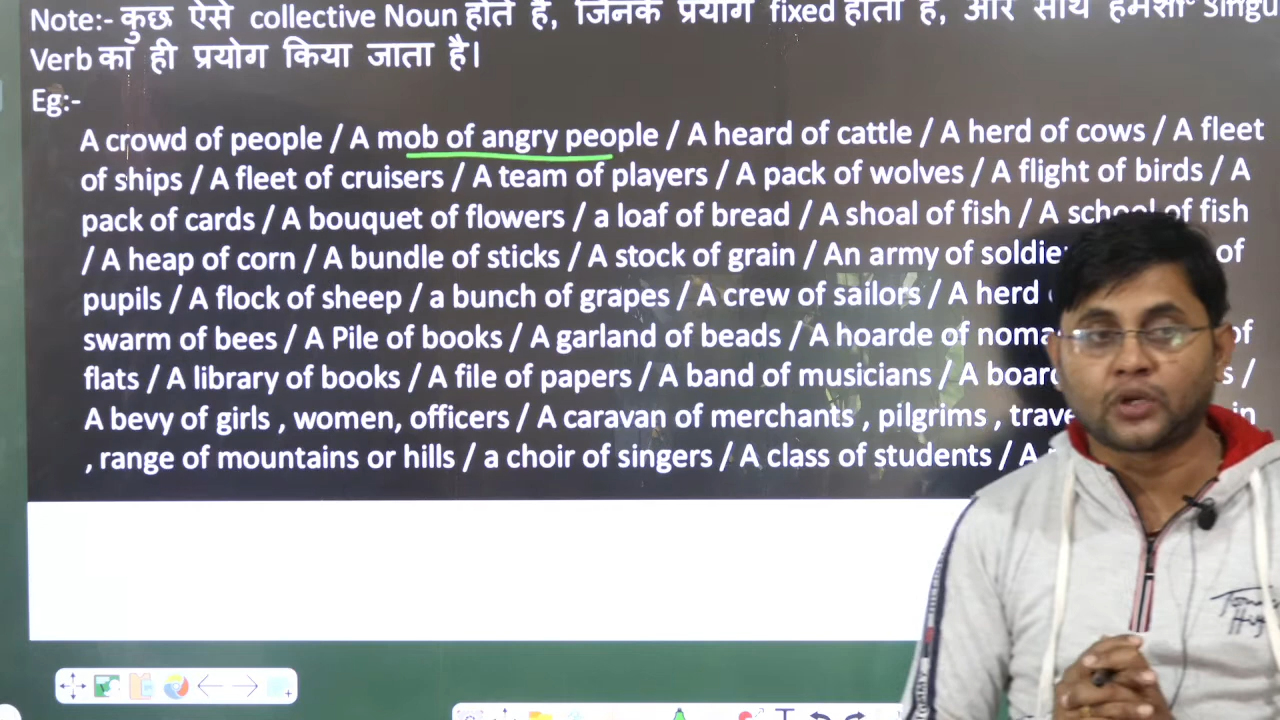 Note:- कुछ ऐसे collective Noun होते है, जिनके प्रयोग fixed होता है, और साथ हमेशा
Verb का ही प्रयोग किया जाता है।
Eg:-
A crowd of people / A mob of angry people / A heard of cattle / A herd of cows / A fleet
of ships / A fleet of cruisers / A team of players / A pack of wolves / A flight of birds / A
pack of cards / A bouquet of flowers / a loaf of bread / A shoal of fish / A school of fish
/ A heap of corn / A bundle of sticks / A stock of grain / An army of of
pupils / A flock of sheep / a bunch of grapes / A crew of sailors / A herd
swarm of bees / A Pile of books / A garland of beads / A hoarde of of
flats / A library of books / A file of papers / A band of musicians / A /
A bevy of girls , women, officers / A caravan of merchants , pilgrims ,
, range of mountains or hills / a choir of singers / A class of students / A